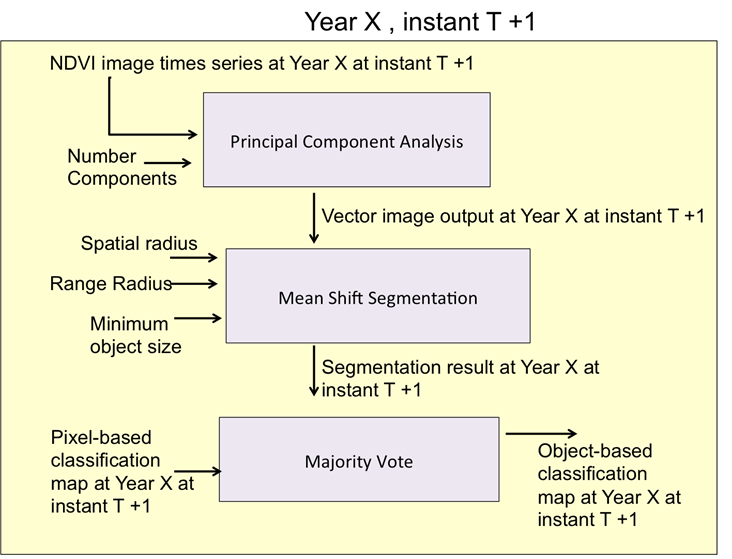 Year X , instant T +1
NDVI image times series at Year X at instant T +1
Principal Component Analysis
Number
Components
Vector image output at Year X at instant T +1
Spatial radius
Range Radius
Minimum
object size
Mean Shift Segmentation
Segmentation result at Year X at
instant T +1
Pixel-based
classification
map at Year X at
instant T +1
Majority Vote
Object-based
classification
map at Year X at
instant T +1